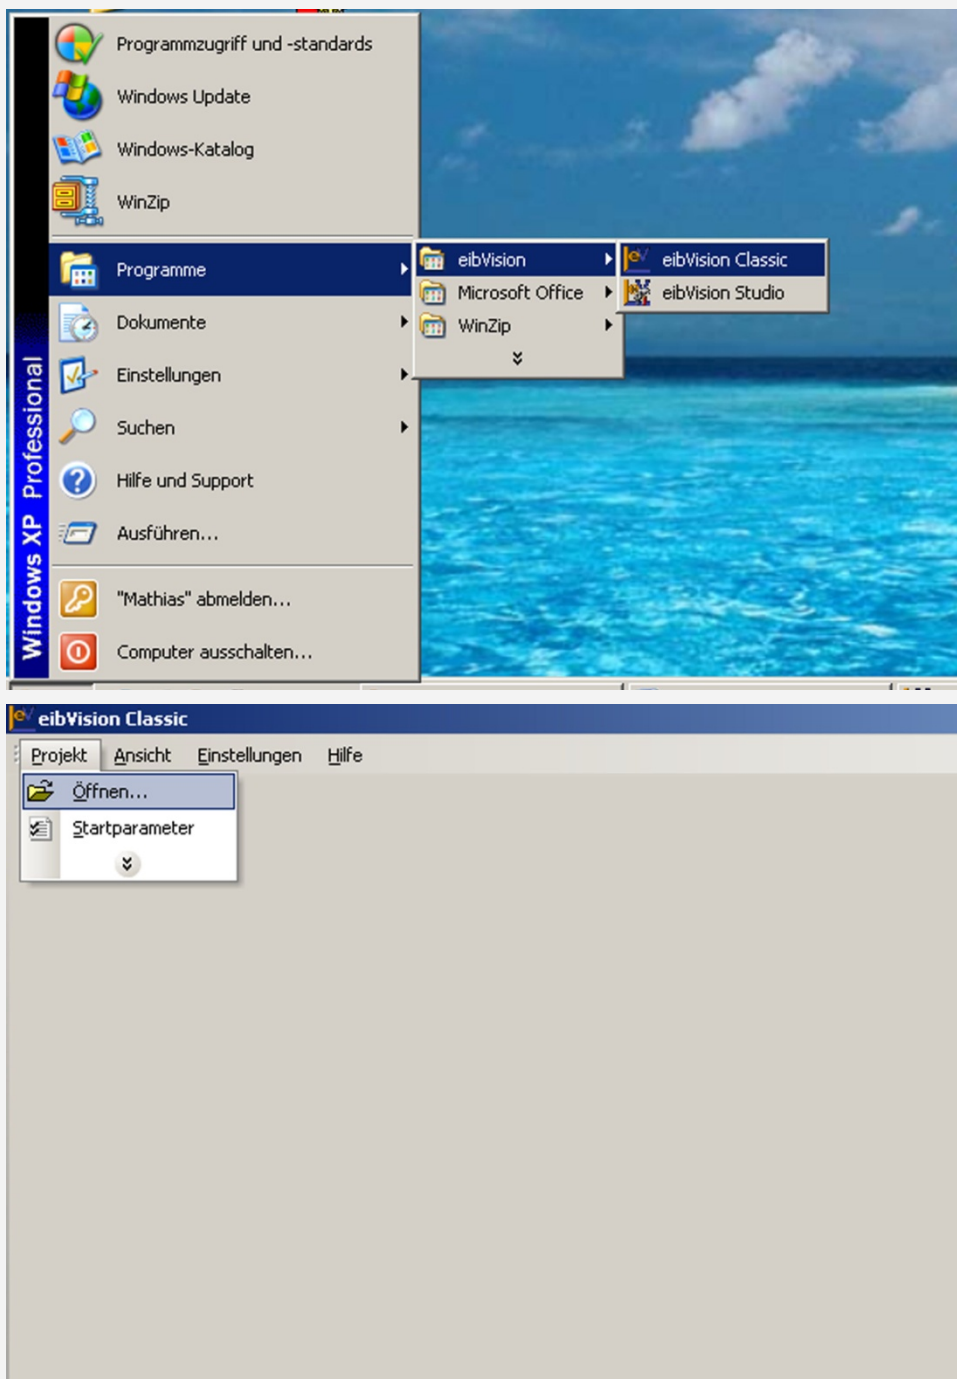 Programmzugriff und -standards
Windows Update
Windows-Katalog
WinZip
Programme
eibVision
eibVision Classic
Microsoft Office
eibVision Studio
WinZip
Dokumente
Einstellungen
Suchen
Hilfe und Support
Ausführen...
"Mathias" abmelden...
Computer ausschalten...
Windows XP Professional
eibVision Classic
Projekt Ansicht Einstellungen Hilfe
Öffnen...
Startparameter